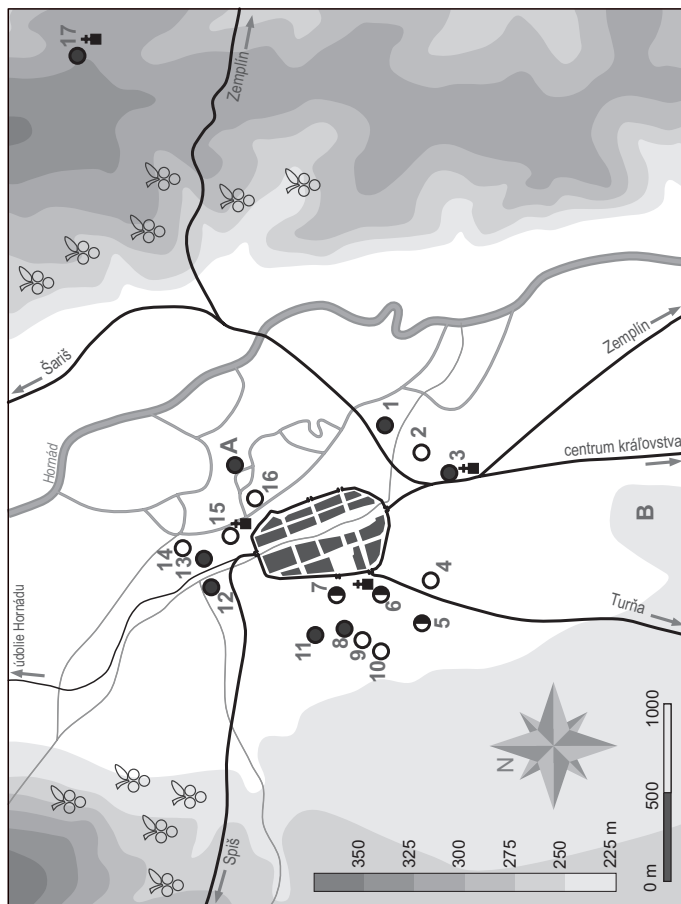 17
Zemplín
Šariš
Hornád
A
1
2
3
Zemplín
centrum kráľovstva
16
15
14
13
12
B
7
6
4
5
11
8
9
10
Turňa
údolie Hornádu
Spiš
N
350
325
300
275
250
225 m
0 m
500
1000